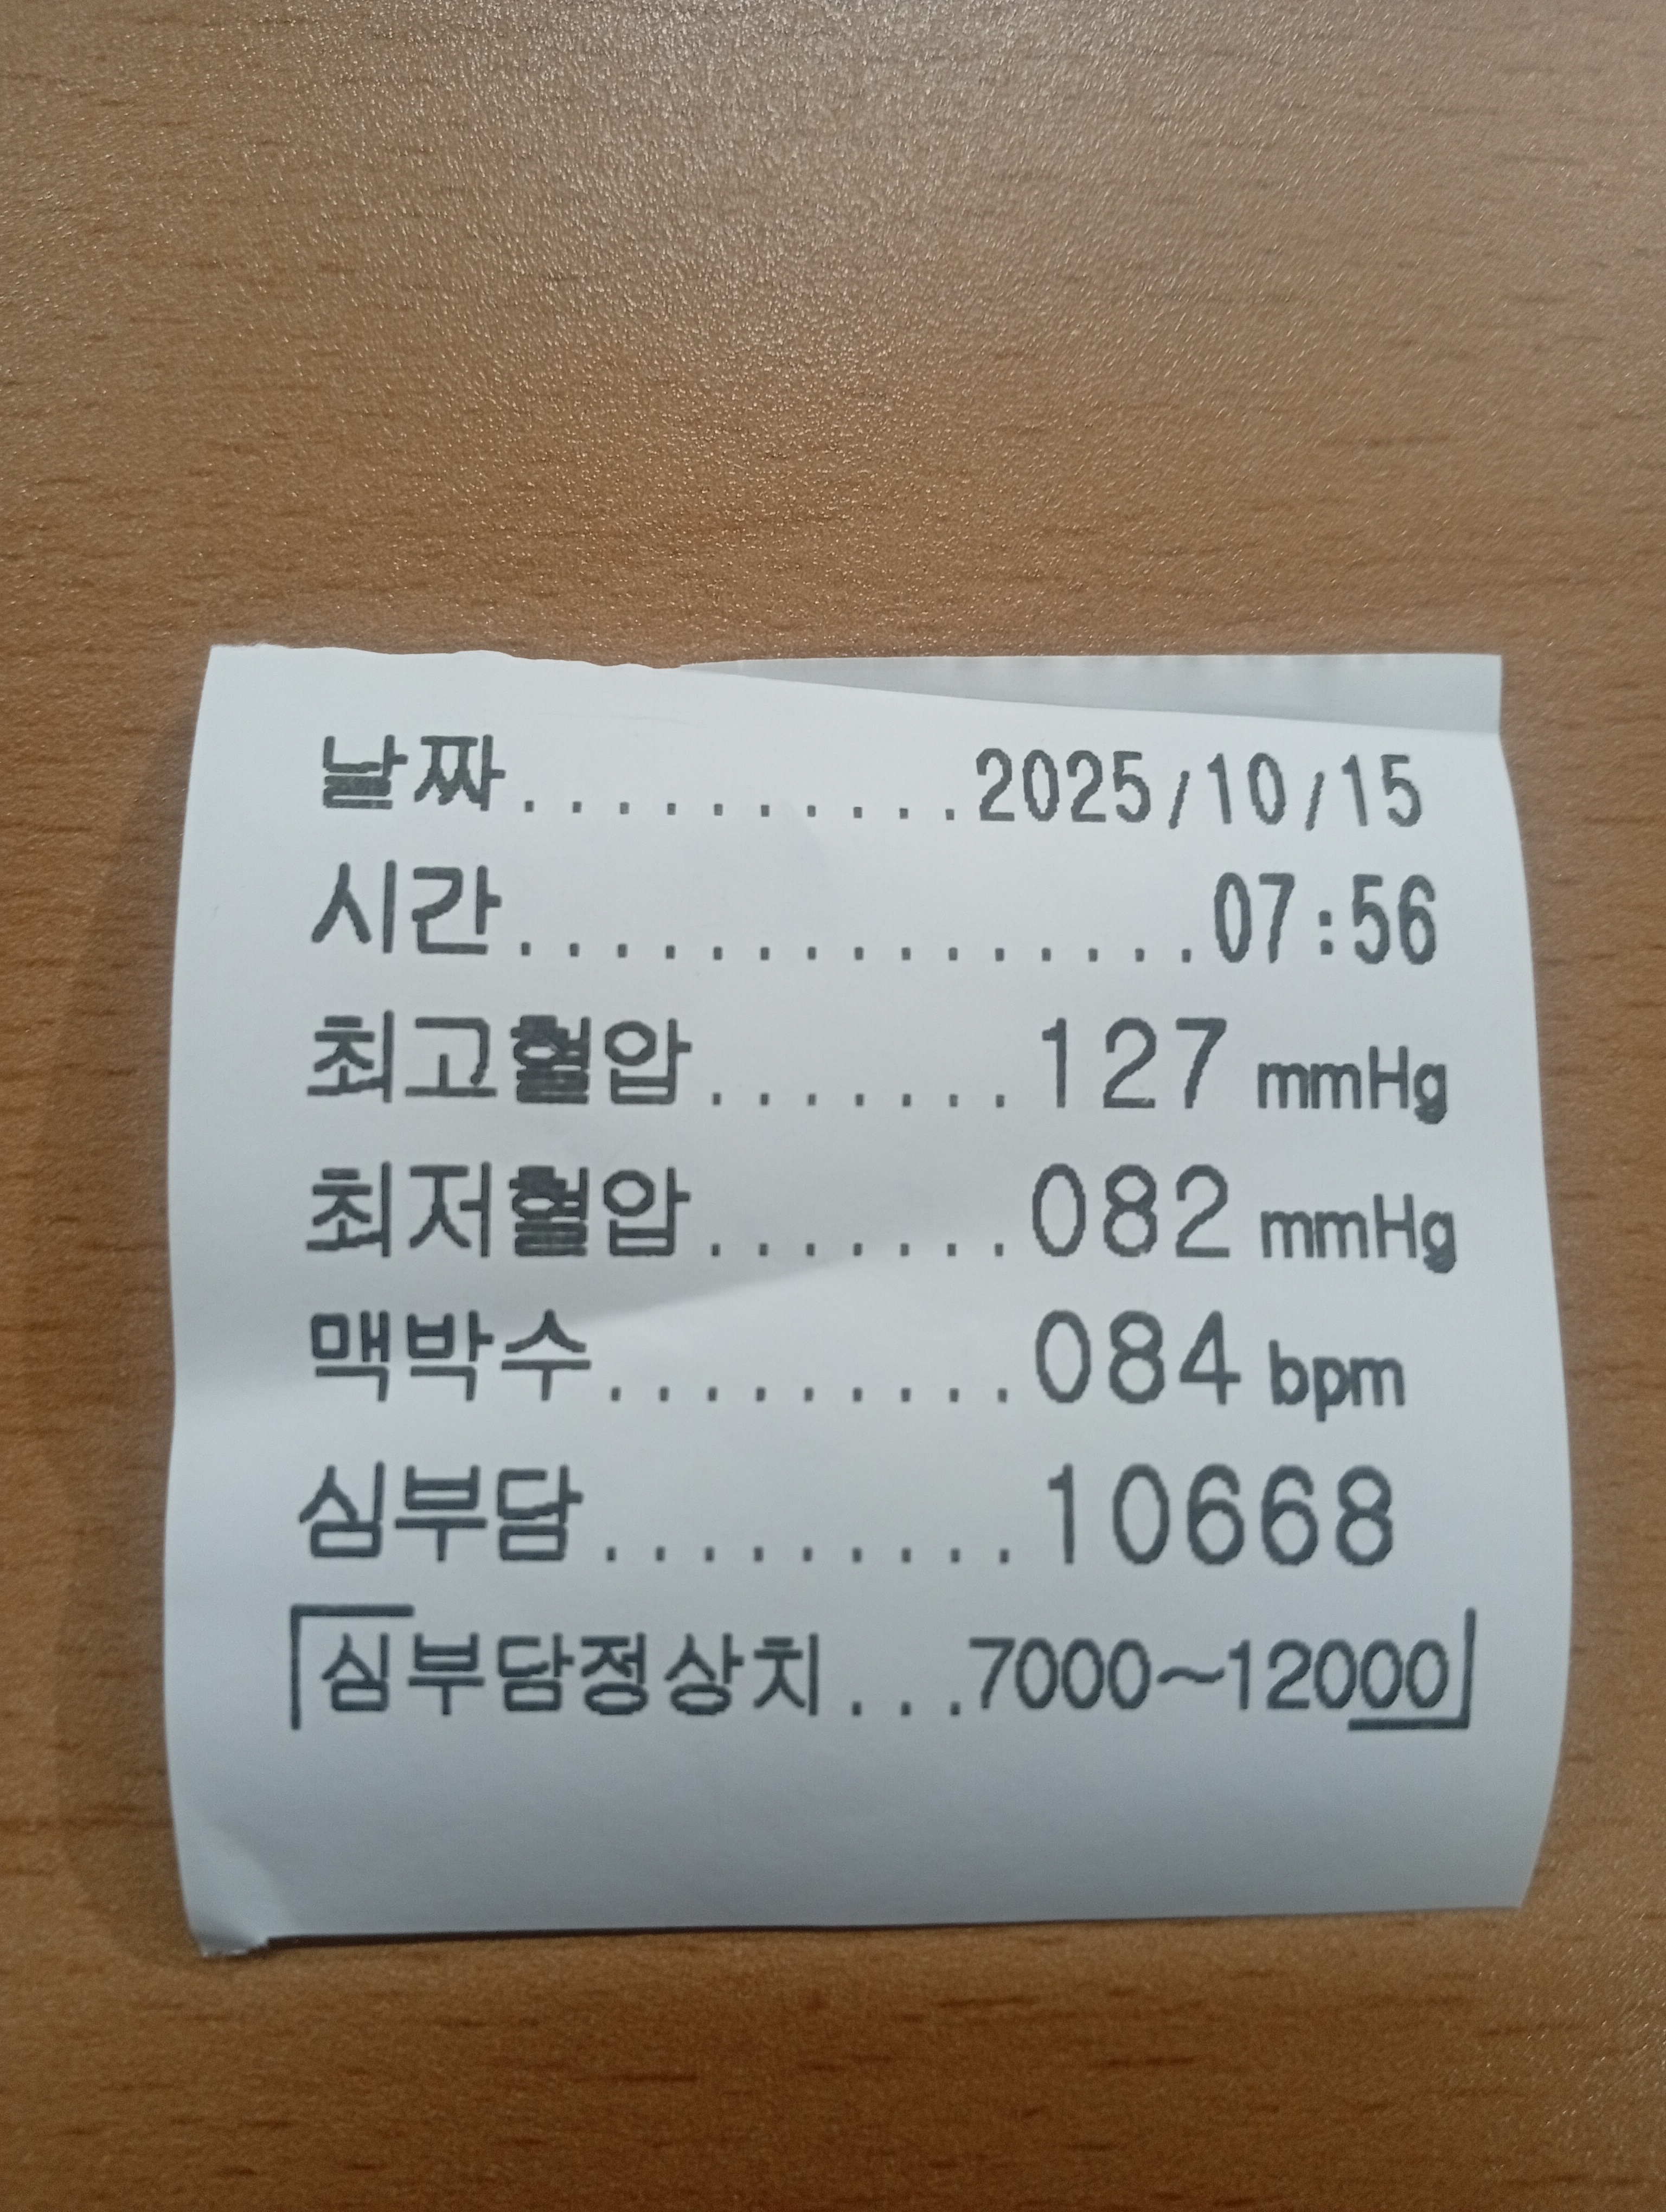 날짜..........2025/10/15
시간...............07:56
최고혈압.......127 mmHg
최저혈압.......082 mmHg
맥박수.........084 bpm
심부담.........10668
「심부담정상치...7000~12000」